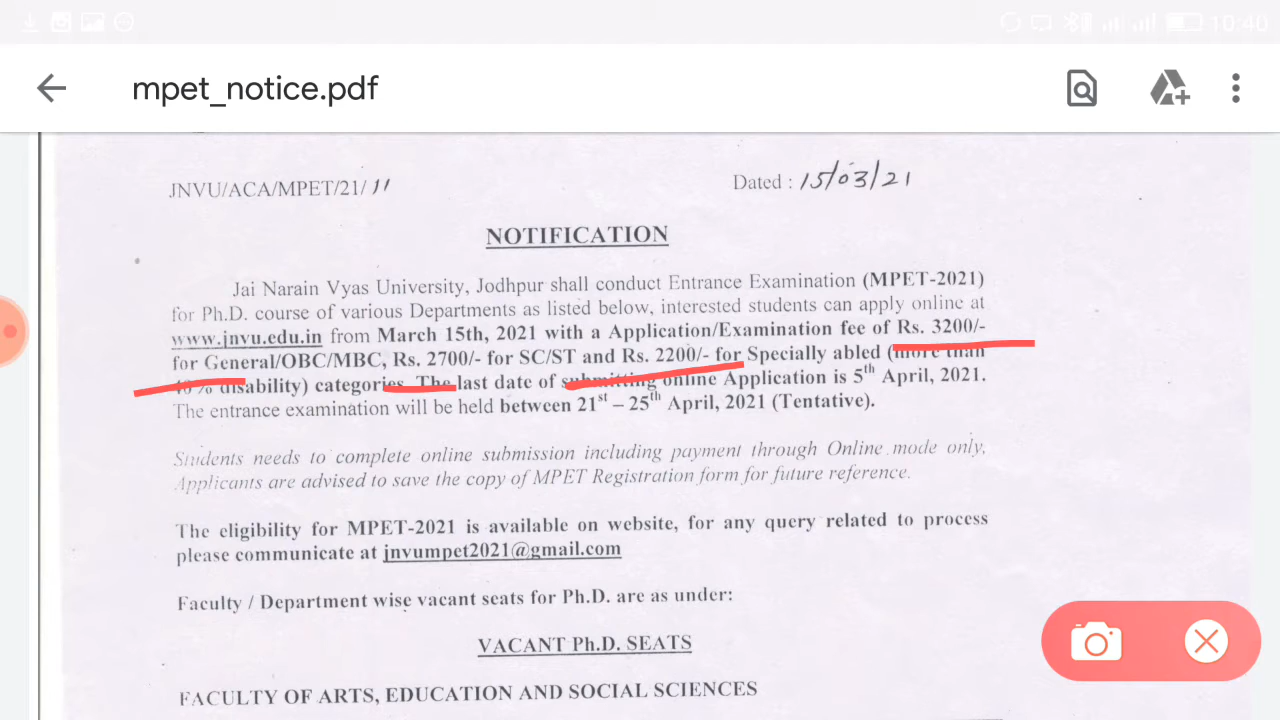 10:40
mpet_notice.pdf
JNVU/ACA/MPET/21/ 11
Dated : 15/03/21
NOTIFICATION
Jai Narain Vyas University, Jodhpur shall conduct Entrance Examination (MPET-2021)
for Ph.D. course of various Departments as listed below, interested students can apply online at
www.jnvu.edu.in from March 15th, 2021 with a Application/Examination fee of Rs. 3200/-
for General/OBC/MBC, Rs. 2700/- for SC/ST and Rs. 2200/- for Specially abled (more than
40% disability) categories. The last date of submitting online Application is 5th April, 2021.
The entrance examination will be held between 21st – 25th April, 2021 (Tentative).
Students needs to complete online submission including payment through Online mode only,
Applicants are advised to save the copy of MPET Registration form for future reference.
The eligibility for MPET-2021 is available on website, for any query related to process
please communicate at jnvumpet2021@gmail.com
Faculty / Department wise vacant seats for Ph.D. are as under:
VACANT Ph.D. SEATS
FACULTY OF ARTS, EDUCATION AND SOCIAL SCIENCES